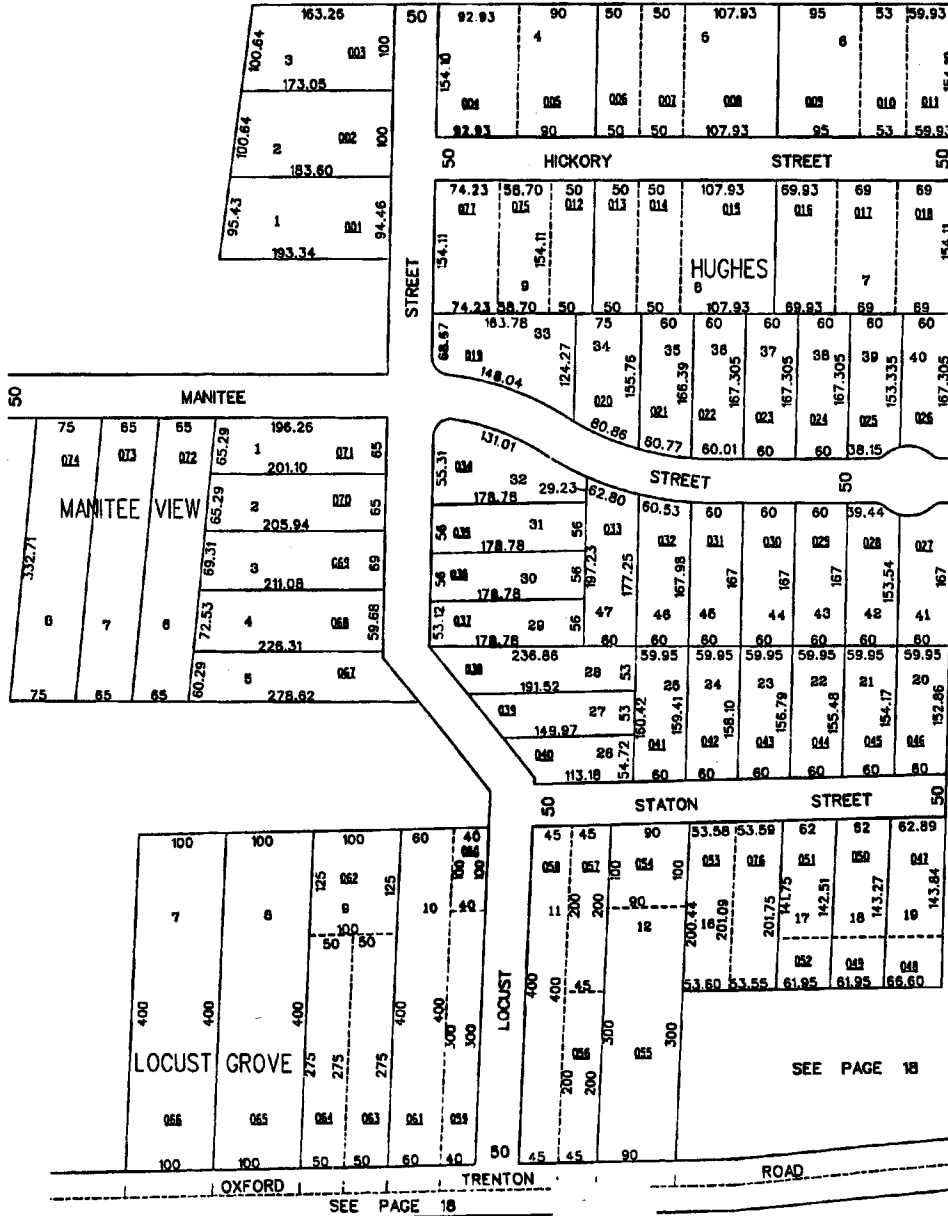 163.26 50 92.93 90 50 50 107.93 95 53 59.93
100.64 3 003 100 154.10 4 5 6
173.05 004 005 006 007 008 009 010 011
100.64 2 002 100 92.93 90 50 50 107.93 95 53 59.93
183.60 50 HICKORY STREET 50
95.43 1 001 94.46 74.23 58.70 50 50 50 107.93 69.93 69 69
193.34 077 075 012 013 014 015 016 017 018
154.11 154.11 154.11
STREET 9 HUGHES 8 7
74.23 58.70 50 50 50 107.93 69.93 69 69
163.78 33 75 60 60 60 60 60 60
68.67 019 124.27 34 155.76 35 166.39 36 167.305 37 167.305 38 167.305 39 153.335 40 167.305
148.04 020 021 022 023 024 025 026
50 MANITEE 80.86 60.77 60.01 60 60 38.15
75 65 65 196.26 131.01 STREET 50
074 073 072 65.29 1 071 65 55.31 034 32
201.10 178.78 29.23 62.80 60.53 60 60 60 39.44
MANITEE VIEW 65.29 2 070 65 56 035 31 56 033 032 031 030 029 028 027
205.94 178.78
332.71 69.31 3 069 69 56 036 30 56 197.23 177.25 167.98 167 167 167 153.54 167
211.08 178.78
8 7 6 72.53 4 068 59.68 53.12 037 29 56 47 46 45 44 43 42 41
226.31 178.78 60 60 60 60 60 60 60
60.29 5 067 236.86 59.95 59.95 59.95 59.95 59.95 59.95
75 65 65 278.62 038 28 53 25 24 23 22 21 20
191.52
039 27 53 160.42 159.41 158.10 156.79 155.48 154.17 152.86
149.97
040 26 54.72 041 042 043 044 045 046
113.18 60 60 60 60 60 60
50 STATON STREET 50
100 100 100 60 40 45 45 90 53.58 53.59 62 62 62.89
125 062 125 100 100 058 057 100 054 100 053 076 051 050 047
7 8 9 10 40 11 200 200 90 12 200.44 16 201.09 201.75 141.75 17 142.51 18 143.27 19 143.84
100
50 50 45 052 049 048
400 400 400 400 400 300 300 LOCUST 400 400 53.60 53.55 61.95 61.95 66.60
LOCUST GROVE 275 275 275 056 300 055 300 SEE PAGE 18
200 200
066 065 064 063 061 059
100 100 50 50 60 40 50 45 45 90
OXFORD TRENTON ROAD
SEE PAGE 18